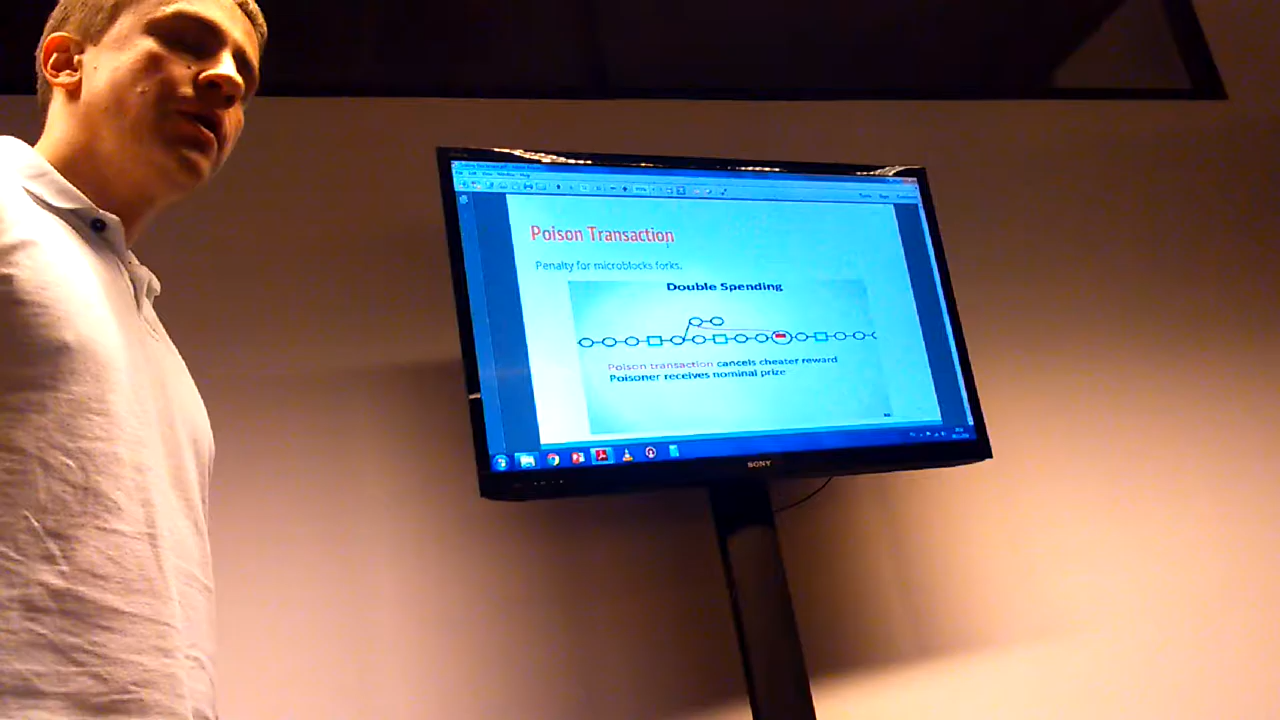 Poison Transaction
Penalty for microblocks forks.
Double Spending
Poison transaction cancels cheater reward
Poisoner receives nominal prize
SONY